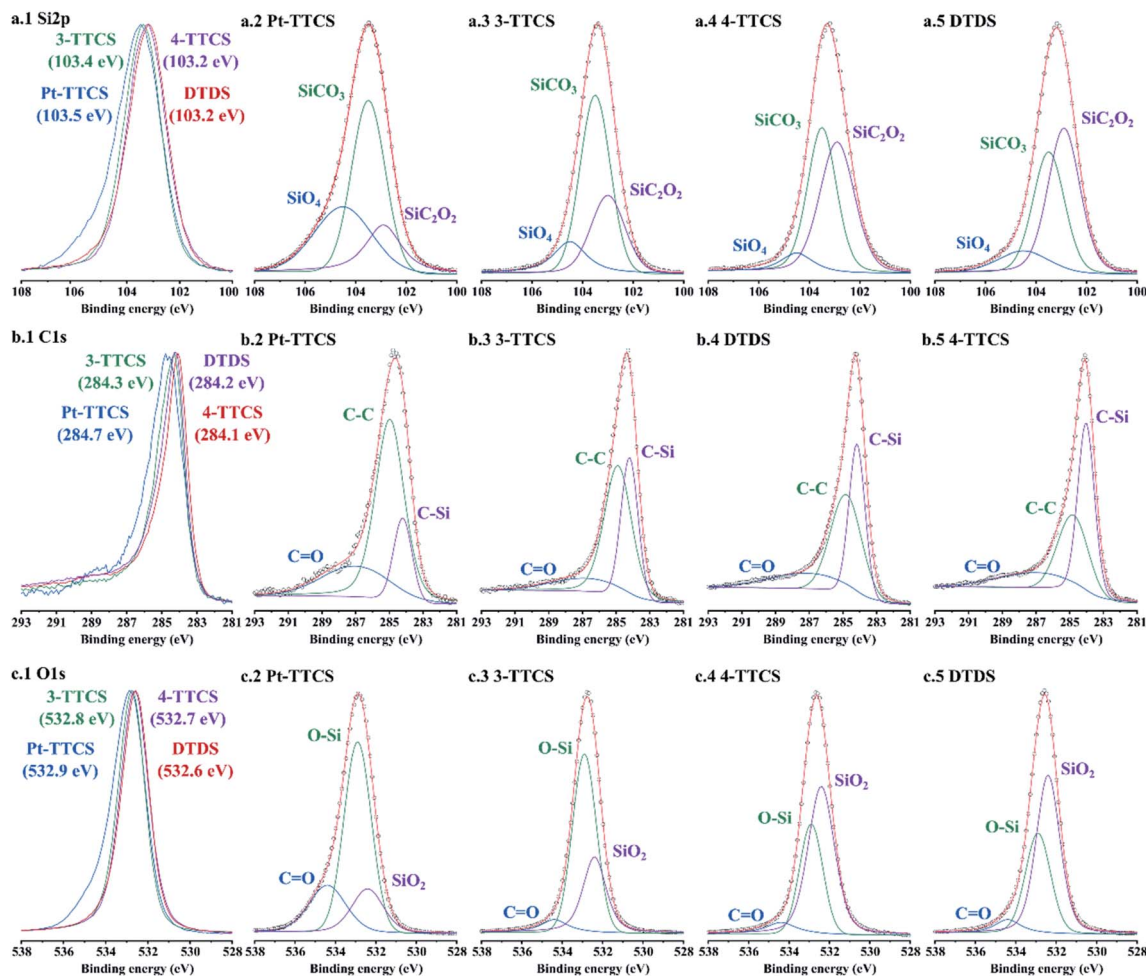 a.1 Si2p
3-TTCS
(103.4 eV)
4-TTCS
(103.2 eV)
Pt-TTCS
(103.5 eV)
DTDS
(103.2 eV)
108 106 104 102 100
Binding energy (eV)
a.2 Pt-TTCS
SiCO3
SiO4
SiC2O2
108 106 104 102 100
Binding energy (eV)
a.3 3-TTCS
SiCO3
SiO4
SiC2O2
108 106 104 102 100
Binding energy (eV)
a.4 4-TTCS
SiCO3
SiC2O2
SiO4
108 106 104 102 100
Binding energy (eV)
a.5 DTDS
SiC2O2
SiCO3
SiO4
108 106 104 102 100
Binding energy (eV)
b.1 C1s
3-TTCS
(284.3 eV)
DTDS
(284.2 eV)
Pt-TTCS
(284.7 eV)
4-TTCS
(284.1 eV)
293 291 289 287 285 283 281
Binding energy (eV)
b.2 Pt-TTCS
C-C
C-Si
C=O
293 291 289 287 285 283 281
Binding energy (eV)
b.3 3-TTCS
C-Si
C-C
C=O
293 291 289 287 285 283 281
Binding energy (eV)
b.4 DTDS
C-Si
C-C
C=O
293 291 289 287 285 283 281
Binding energy (eV)
b.5 4-TTCS
C-Si
C-C
C=O
293 291 289 287 285 283 281
Binding energy (eV)
c.1 O1s
3-TTCS
(532.8 eV)
4-TTCS
(532.7 eV)
Pt-TTCS
(532.9 eV)
DTDS
(532.6 eV)
538 536 534 532 530 528
Binding energy (eV)
c.2 Pt-TTCS
O-Si
C=O
SiO2
538 536 534 532 530 528
Binding energy (eV)
c.3 3-TTCS
O-Si
SiO2
C=O
538 536 534 532 530 528
Binding energy (eV)
c.4 4-TTCS
SiO2
O-Si
C=O
538 536 534 532 530 528
Binding energy (eV)
c.5 DTDS
SiO2
O-Si
C=O
538 536 534 532 530 528
Binding energy (eV)